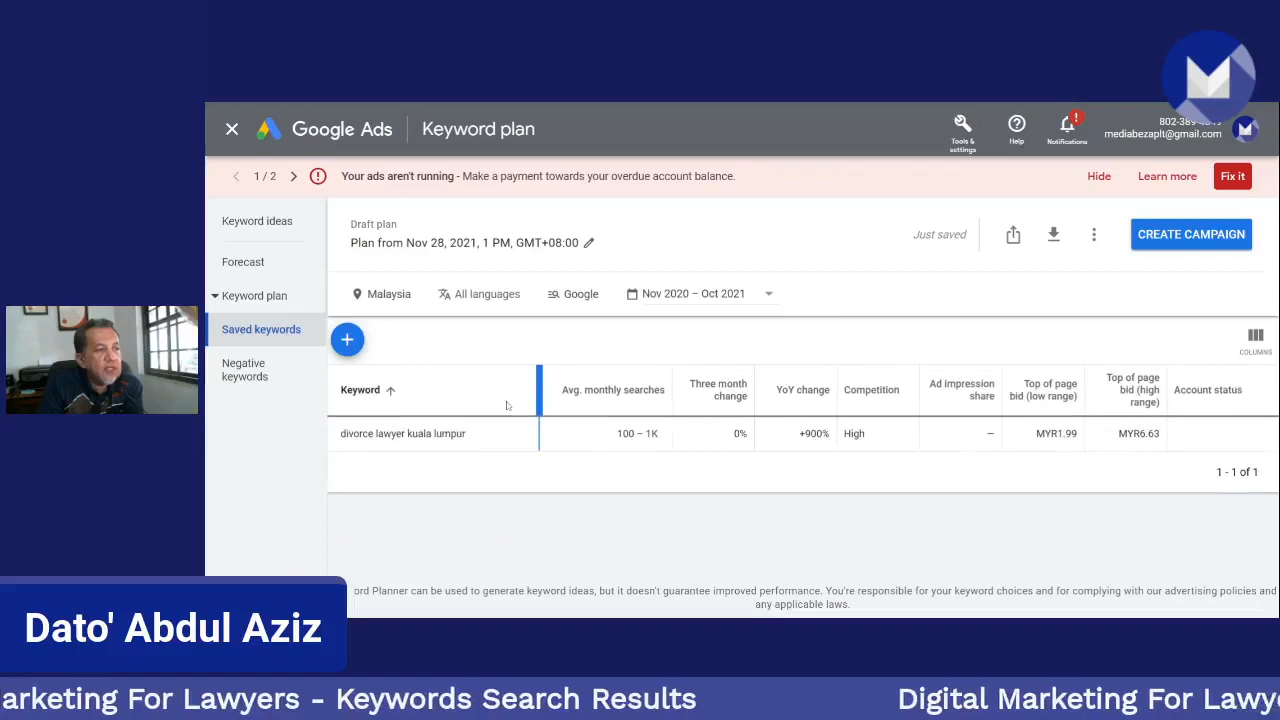 Google Ads
Keyword plan
Tools & settings
Help
Notifications
mediabezaplt@gmail.com
1 / 2
Your ads aren't running - Make a payment towards your overdue account balance.
Hide
Learn more
Fix it
Keyword ideas
Forecast
Keyword plan
Saved keywords
Negative
keywords
Draft plan
Plan from Nov 28, 2021, 1 PM, GMT+08:00
Just saved
CREATE CAMPAIGN
Malaysia
All languages
Google
Nov 2020 – Oct 2021
COLUMNS
Keyword
Avg. monthly searches
Three month
change
YoY change
Competition
Ad impression
share
Top of page
bid (low range)
Top of page
bid (high
range)
Account status
divorce lawyer kuala lumpur
100 – 1K
0%
+900%
High
—
MYR1.99
MYR6.63
1 - 1 of 1
ord Planner can be used to generate keyword ideas, but it doesn't guarantee improved performance. You're responsible for your keyword choices and for complying with our advertising policies and
any applicable laws.
Dato' Abdul Aziz
arketing For Lawyers - Keywords Search Results
Digital Marketing For Lawy